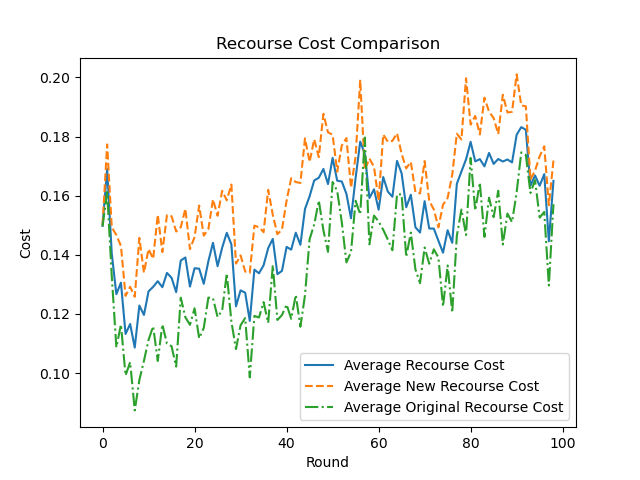 Recourse Cost Comparison
0.20
0.18
0.16
0.14
0.12
0.10
Cost
0
20
40
60
80
100
Round
Average Recourse Cost
Average New Recourse Cost
Average Original Recourse Cost